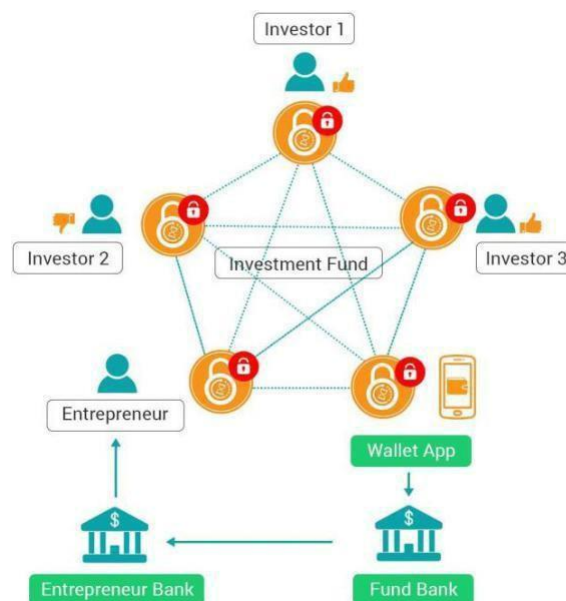 Investor 1
Investor 2
Investment Fund
Investor 3
Entrepreneur
Wallet App
$
$
Entrepreneur Bank
Fund Bank